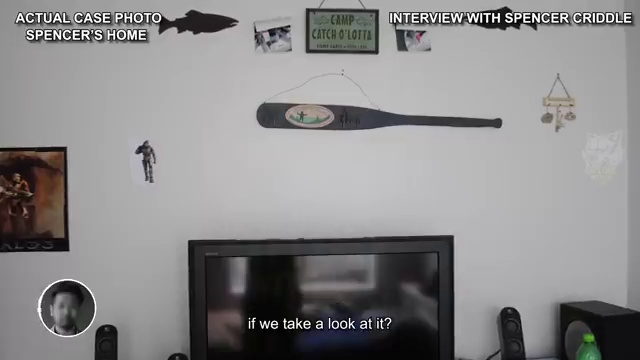 ACTUAL CASE PHOTO
SPENCER'S HOME
INTERVIEW WITH SPENCER CRIDDLE
CAMP
CATCH O'LOTTA
if we take a look at it?